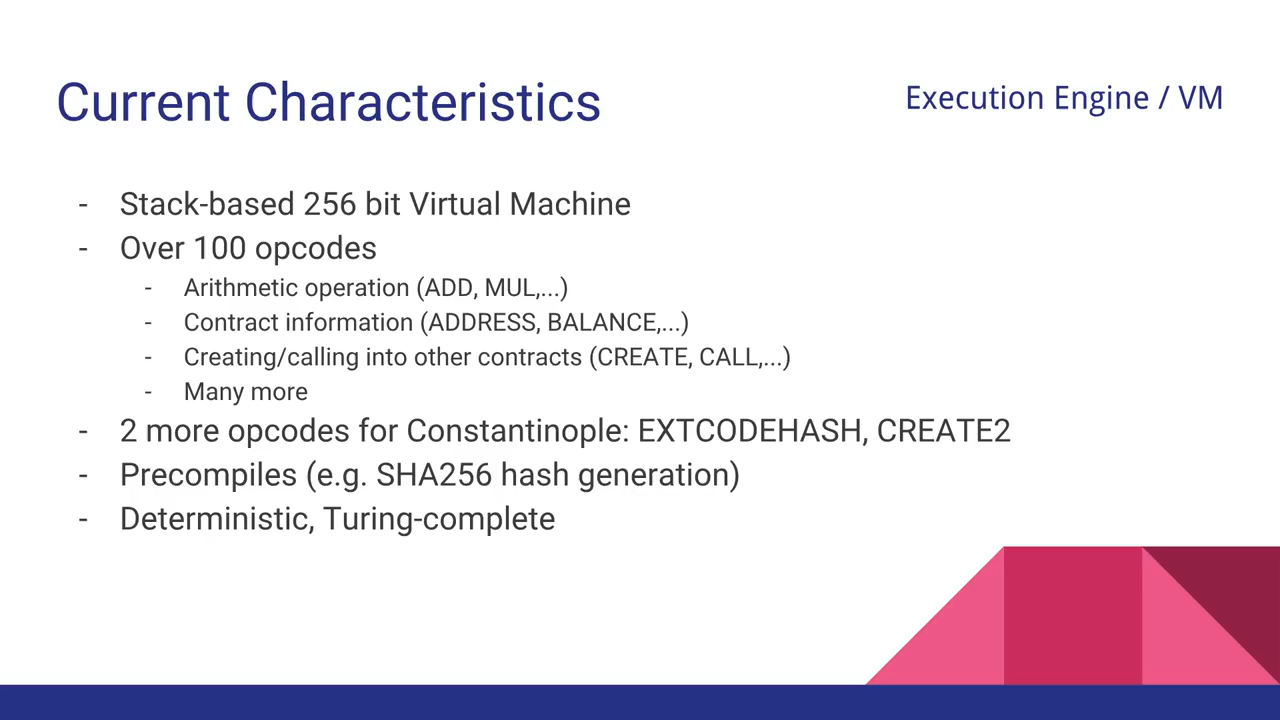 Current Characteristics
Execution Engine / VM
- Stack-based 256 bit Virtual Machine
- Over 100 opcodes
- Arithmetic operation (ADD, MUL,...)
- Contract information (ADDRESS, BALANCE,...)
- Creating/calling into other contracts (CREATE, CALL,...)
- Many more
- 2 more opcodes for Constantinople: EXTCODEHASH, CREATE2
- Precompiles (e.g. SHA256 hash generation)
- Deterministic, Turing-complete